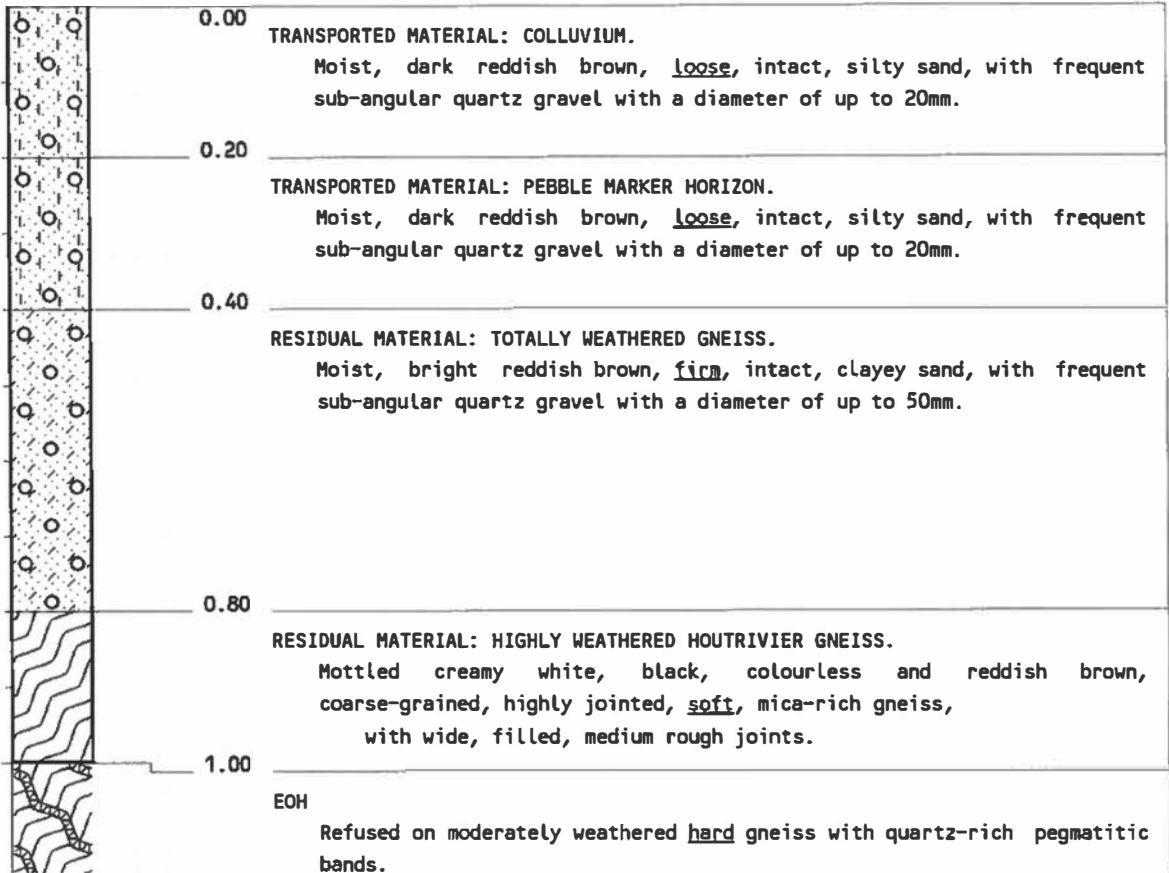 0.00
TRANSPORTED MATERIAL: COLLUVIUM.
Moist, dark reddish brown, loose, intact, silty sand, with frequent
sub-angular quartz gravel with a diameter of up to 20mm.
0.20
TRANSPORTED MATERIAL: PEBBLE MARKER HORIZON.
Moist, dark reddish brown, loose, intact, silty sand, with frequent
sub-angular quartz gravel with a diameter of up to 20mm.
0.40
RESIDUAL MATERIAL: TOTALLY WEATHERED GNEISS.
Moist, bright reddish brown, firm, intact, clayey sand, with frequent
sub-angular quartz gravel with a diameter of up to 50mm.
0.80
RESIDUAL MATERIAL: HIGHLY WEATHERED HOUTRIVIER GNEISS.
Mottled creamy white, black, colourless and reddish brown,
coarse-grained, highly jointed, soft, mica-rich gneiss,
with wide, filled, medium rough joints.
1.00
EOH
Refused on moderately weathered hard gneiss with quartz-rich pegmatitic
bands.